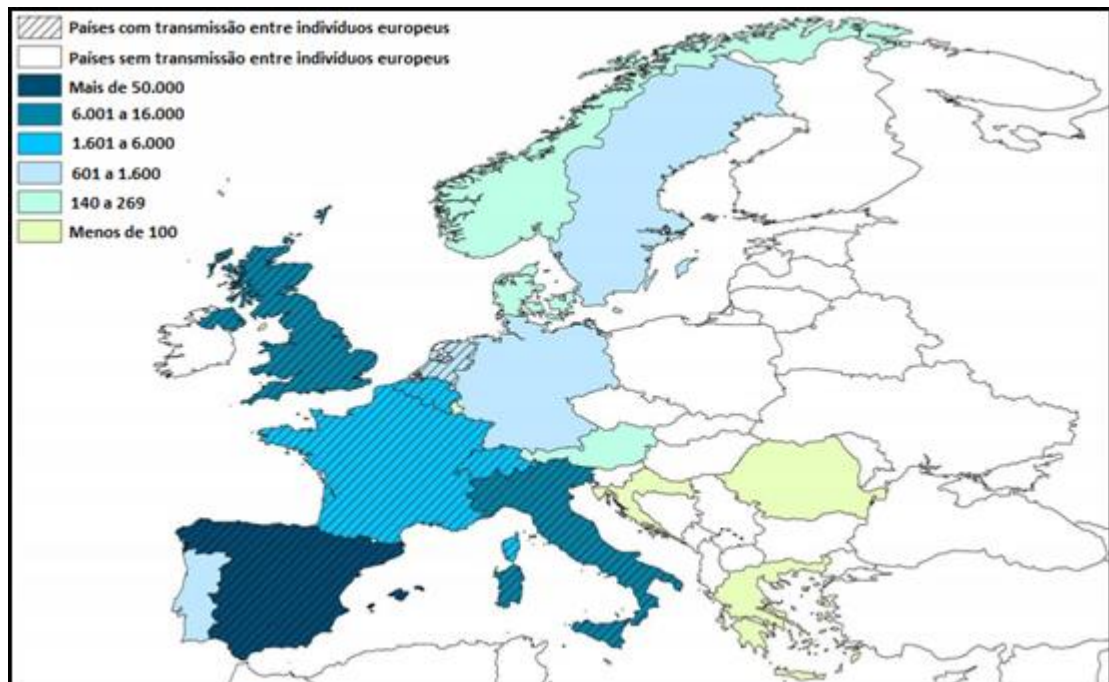 Países com transmissão entre indivíduos europeus
Países sem transmissão entre indivíduos europeus
Mais de 50.000
6.001 a 16.000
1.601 a 6.000
601 a 1.600
140 a 269
Menos de 100